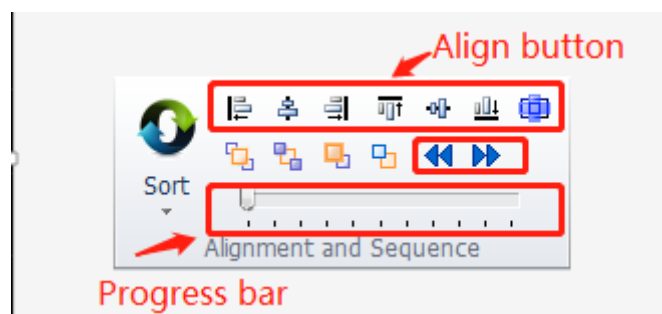 Align button
Sort
Alignment and Sequence
Progress bar